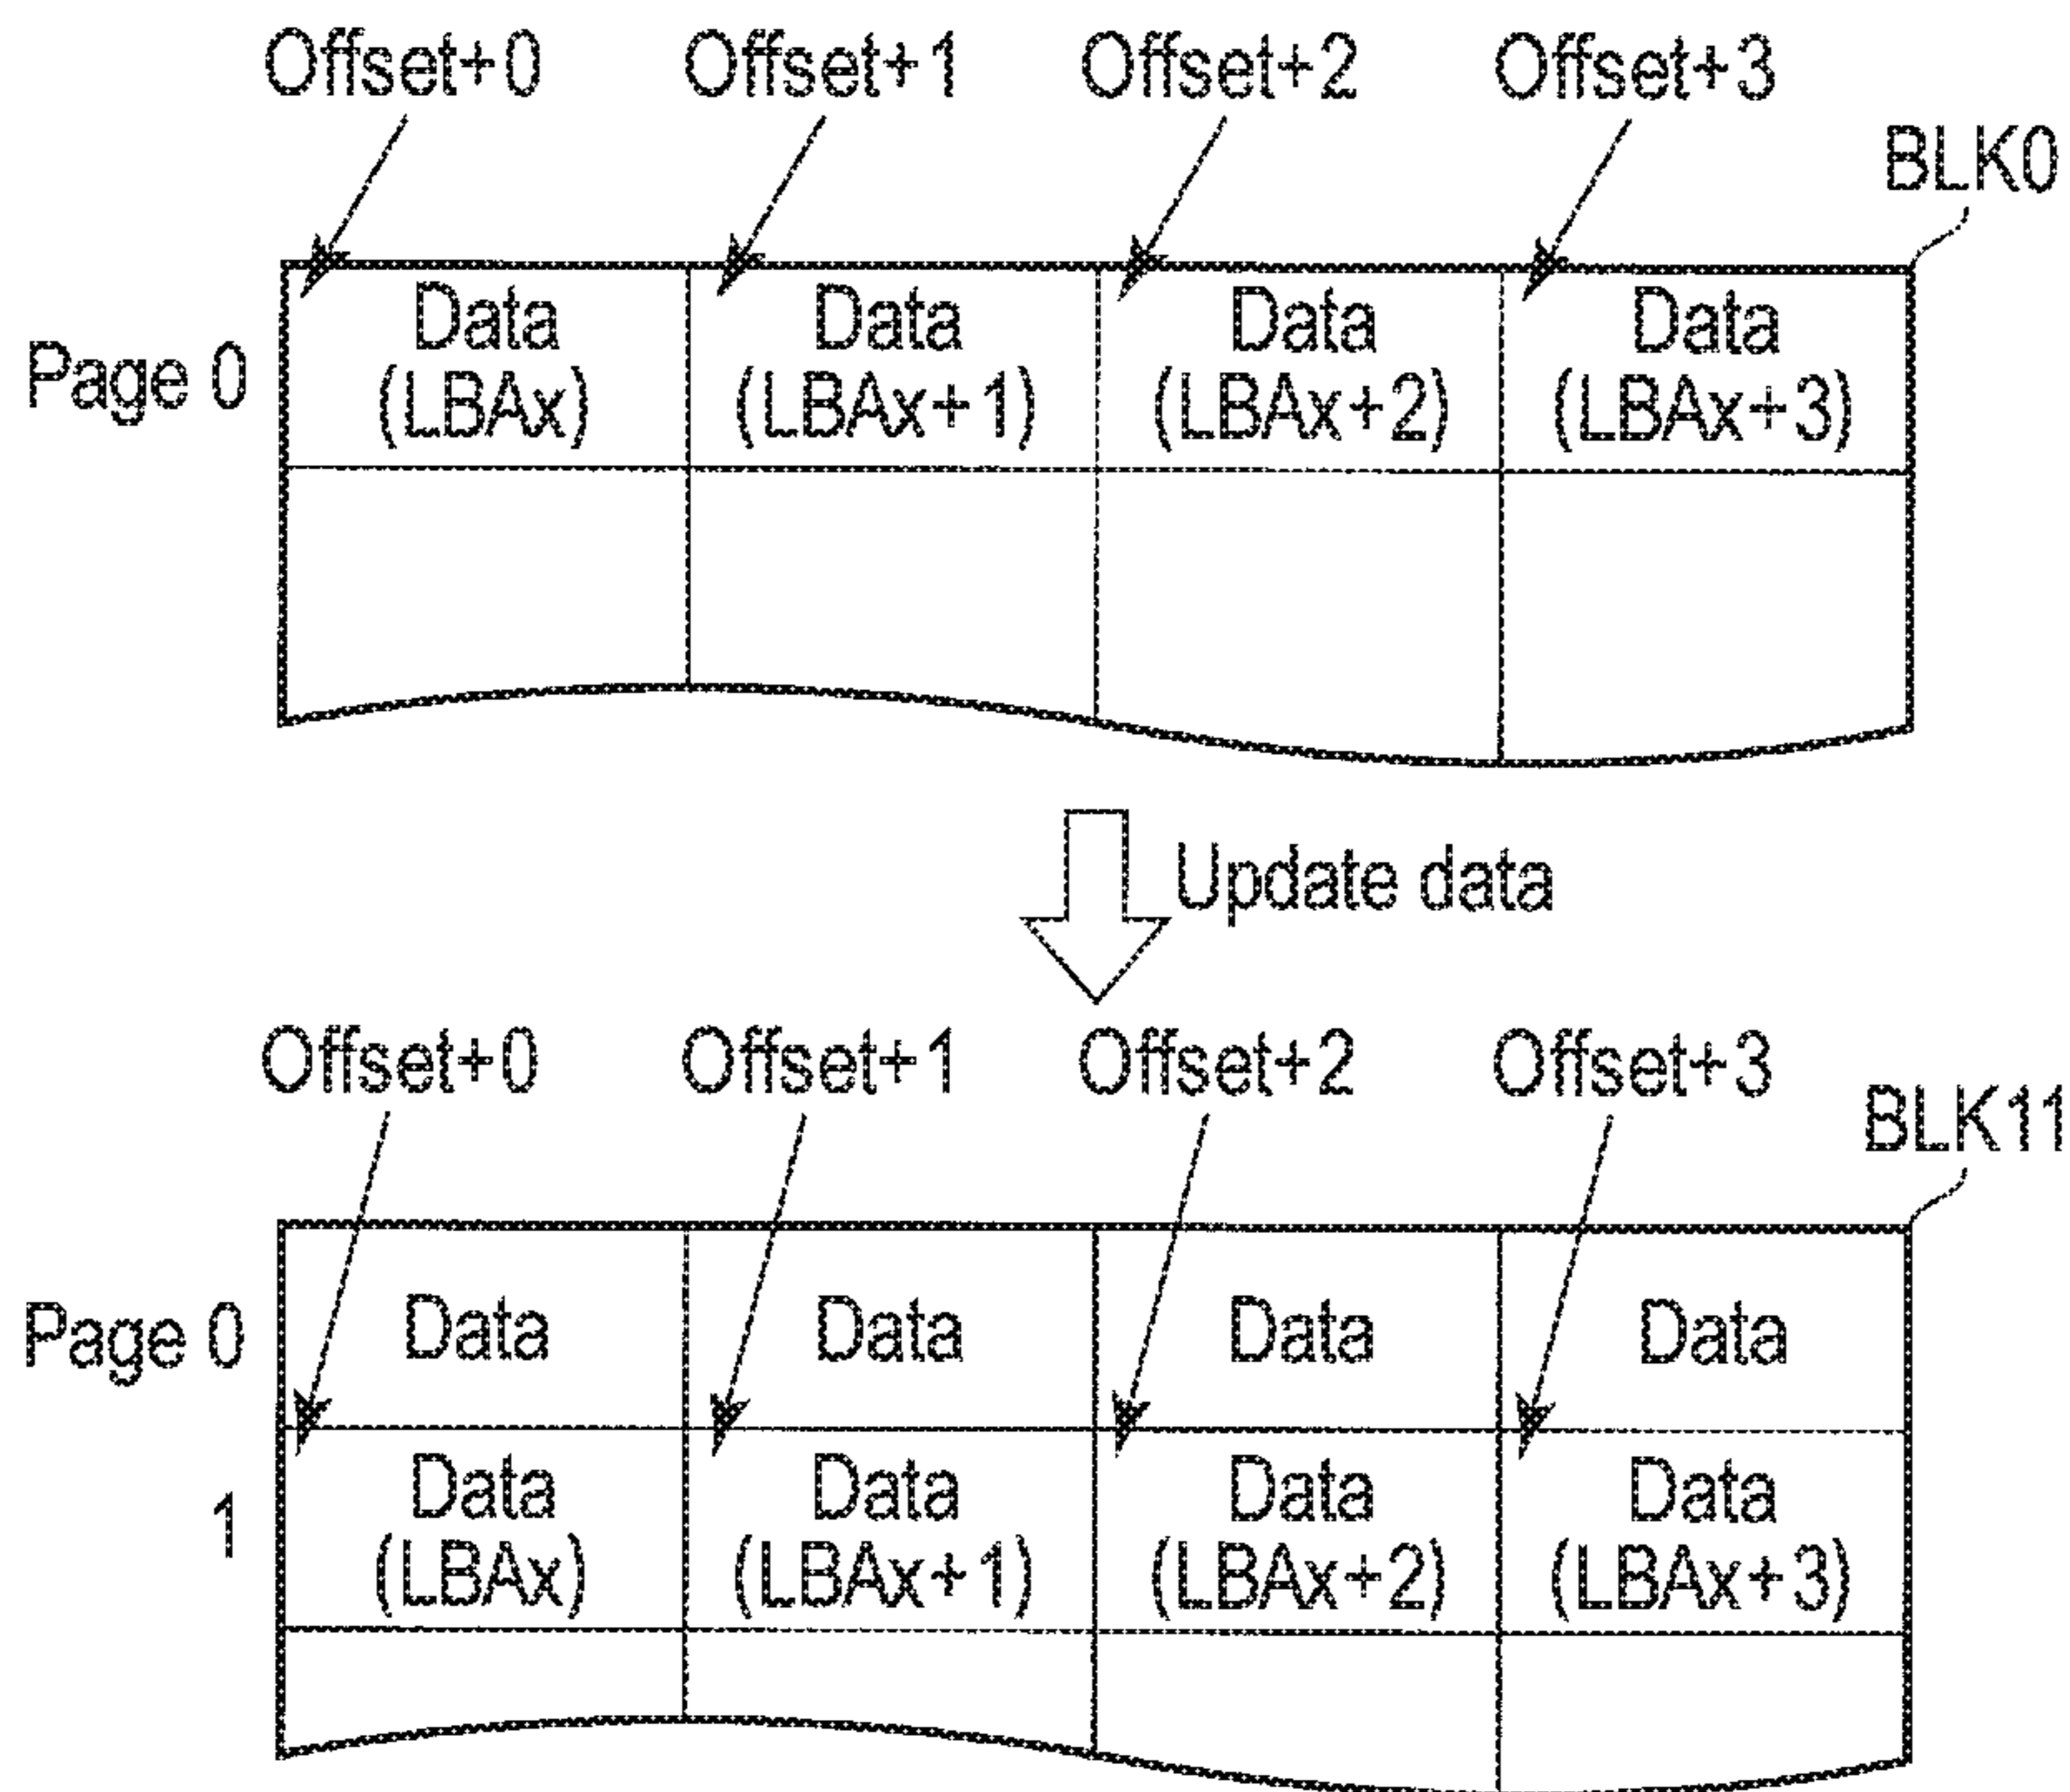 Offset+0 Offset+1 Offset+2 Offset+3
BLK0
Page 0
Data Data Data Data
(LBAx) (LBAx+1) (LBAx+2) (LBAx+3)
Update data
Offset+0 Offset+1 Offset+2 Offset+3
BLK11
Page 0 Data Data Data Data
1
Data Data Data Data
(LBAx) (LBAx+1) (LBAx+2) (LBAx+3)